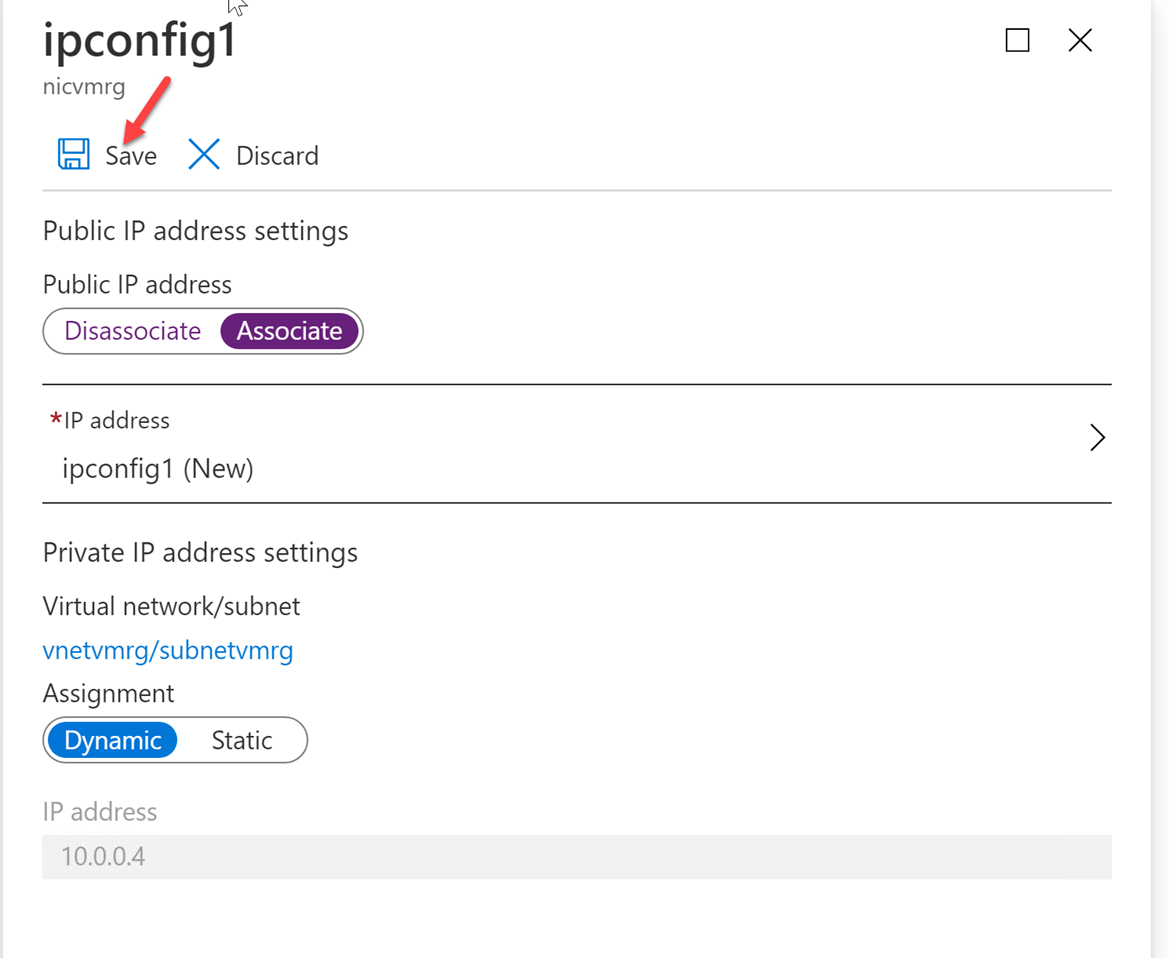 ipconfig1
nicvmrg
Save Discard
Public IP address settings
Public IP address
Disassociate Associate
*IP address
ipconfig1 (New)
Private IP address settings
Virtual network/subnet
vnetvmrg/subnetvmrg
Assignment
Dynamic Static
IP address
10.0.0.4